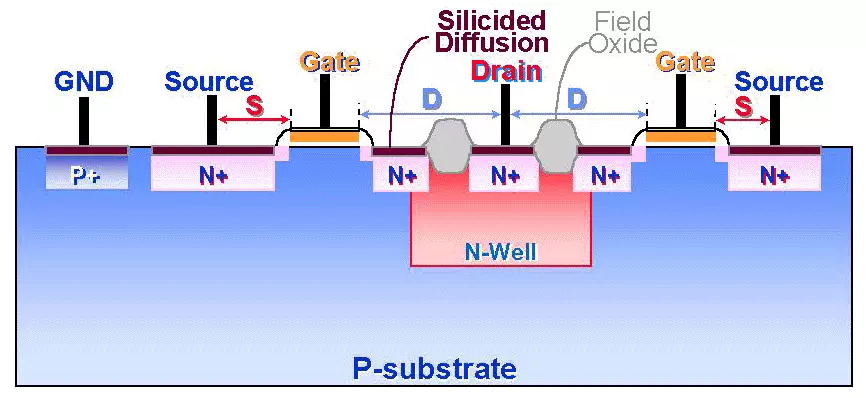 Silicided
Diffusion
Field
Oxide
GND
Source
Gate
Drain
Gate
Source
S
D
D
S
P+
N+
N+
N+
N+
N+
N-Well
P-substrate